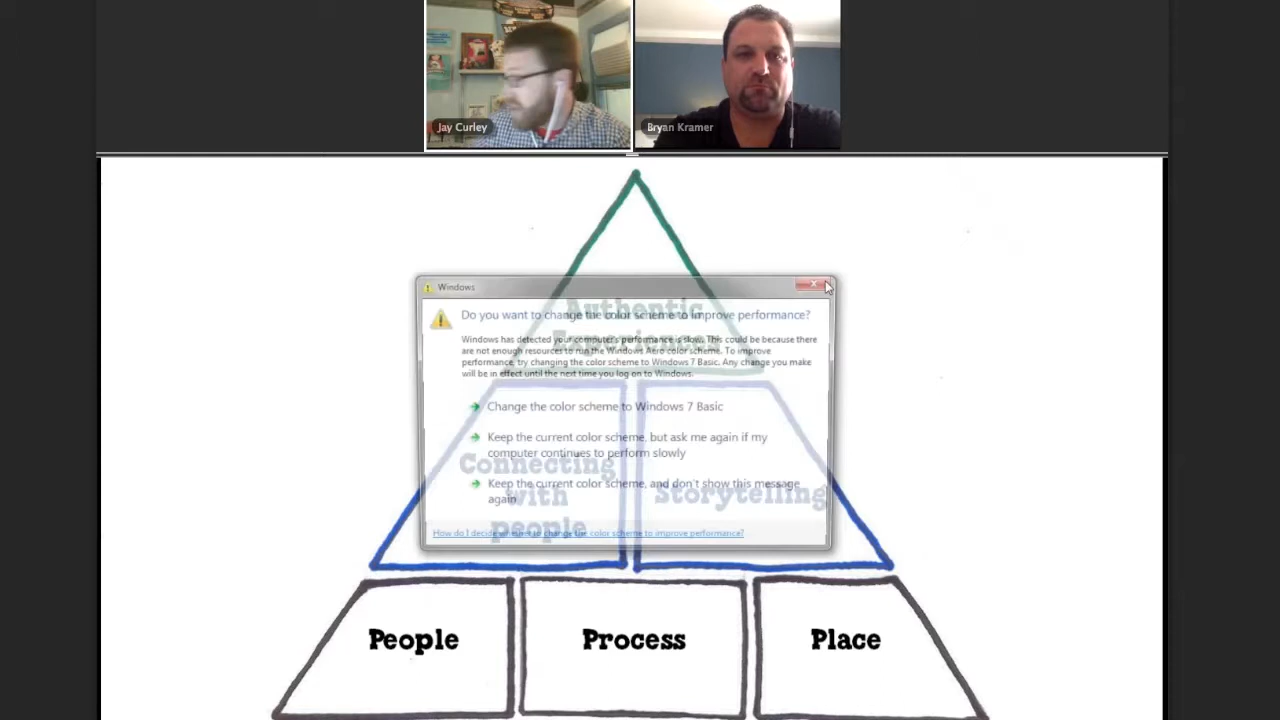 Jay Curley
Bryan Kramer
Windows
Do you want to change the color scheme to improve performance?
Windows has detected your computer's performance is slow. This could be because
there are not enough resources to run the Windows Aero color scheme. To improve
performance, try changing the color scheme to Windows 7 Basic. Any change you make
will be in effect until the next time you log on to Windows.
Change the color scheme to Windows 7 Basic
Keep the current color scheme, but ask me again if my
computer continues to perform slowly
Keep the current color scheme, and don't show this message
again
How do I decide whether to change the color scheme to improve performance?
Authentic
Experiences
Connecting
with
people
Storytelling
People
Process
Place